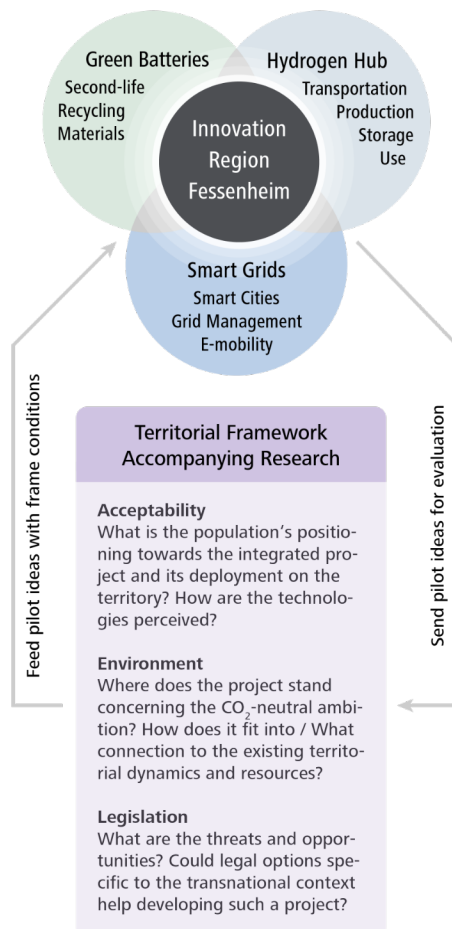 Green Batteries
Second-life
Recycling
Materials
Hydrogen Hub
Transportation
Production
Storage
Use
Innovation
Region
Fessenheim
Smart Grids
Smart Cities
Grid Management
E-mobility
Feed pilot ideas with frame conditions
Send pilot ideas for evaluation
Territorial Framework
Accompanying Research
Acceptability
What is the population‘s position-
ing towards the integrated pro-
ject and its deployment on the
territory? How are the technolo-
gies perceived?
Environment
Where does the project stand
concerning the CO₂-neutral ambi-
tion? How does it fit into / What
connection to the existing territo-
rial dynamics and resources?
Legislation
What are the threats and oppor-
tunities? Could legal options spe-
cific to the transnational context
help developing such a project?